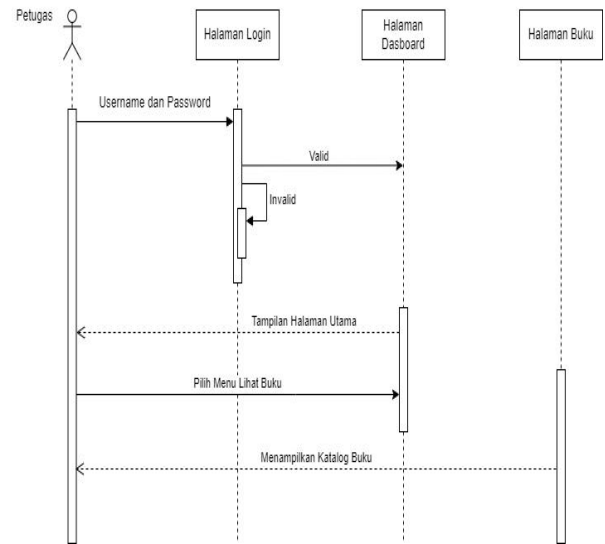 Petugas
Halaman Login
Halaman
Dasboard
Halaman Buku
Username dan Password
Valid
Invalid
Tampilan Halaman Utama
Pilih Menu Lihat Buku
Menampilkan Katalog Buku